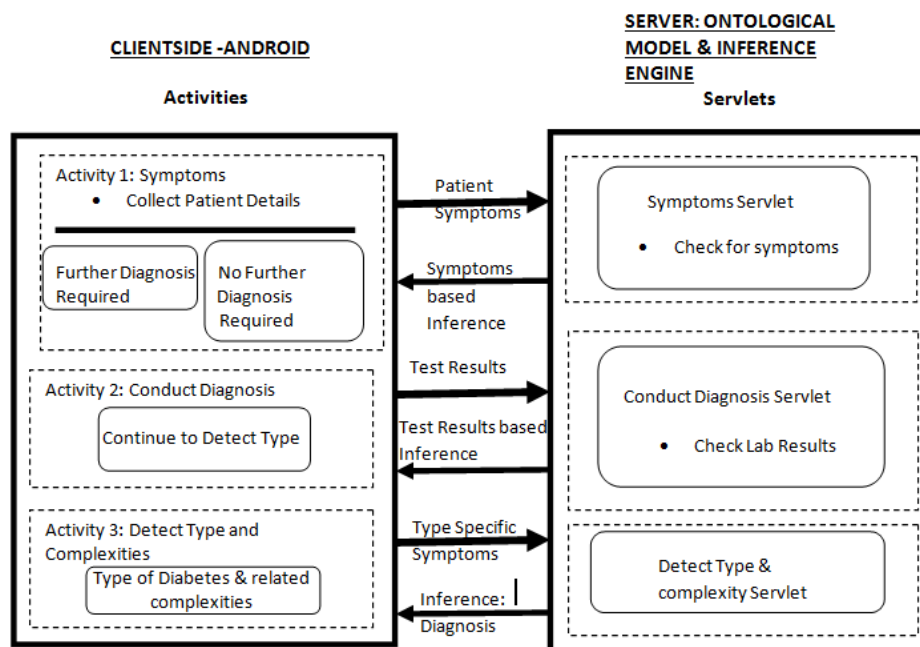 CLIENTSIDE -ANDROID
Activities
SERVER: ONTOLOGICAL
MODEL & INFERENCE
ENGINE
Servlets
Activity 1: Symptoms
• Collect Patient Details
Further Diagnosis
Required
No Further
Diagnosis
Required
Activity 2: Conduct Diagnosis
Continue to Detect Type
Activity 3: Detect Type and
Complexities
Type of Diabetes & related
complexities
Patient
Symptoms
Symptoms
based
Inference
Test Results
Test Results based
Inference
Type Specific
Symptoms
Inference:
Diagnosis
Symptoms Servlet
• Check for symptoms
Conduct Diagnosis Servlet
• Check Lab Results
Detect Type &
complexity Servlet